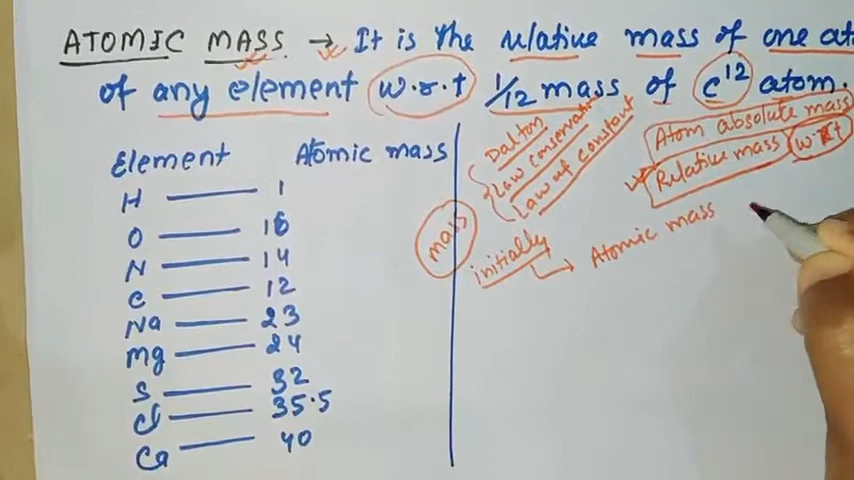 ATOMIC MASS → It is the relative mass of one at
of any element w.r.t 1/12 mass of C12 atom.
Element Atomic mass
H — 1
O — 16
N — 14
C — 12
Na — 23
Mg — 24
S — 32
Cl — 35.5
Ca — 40
mass
Dalton
Law conservation
Law of constant
Atom absolute mass
Relative mass w.r.t
initially → Atomic mass